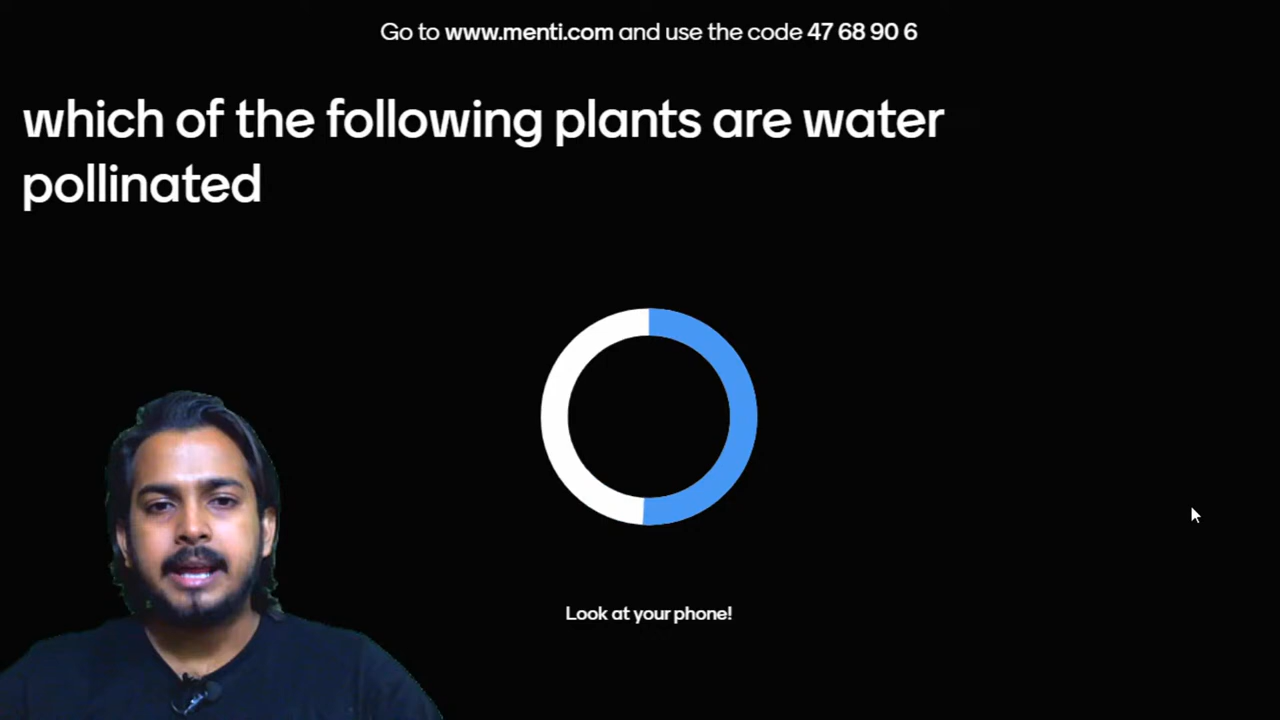 Go to www.menti.com and use the code 47 68 90 6
which of the following plants are water
pollinated
Look at your phone!